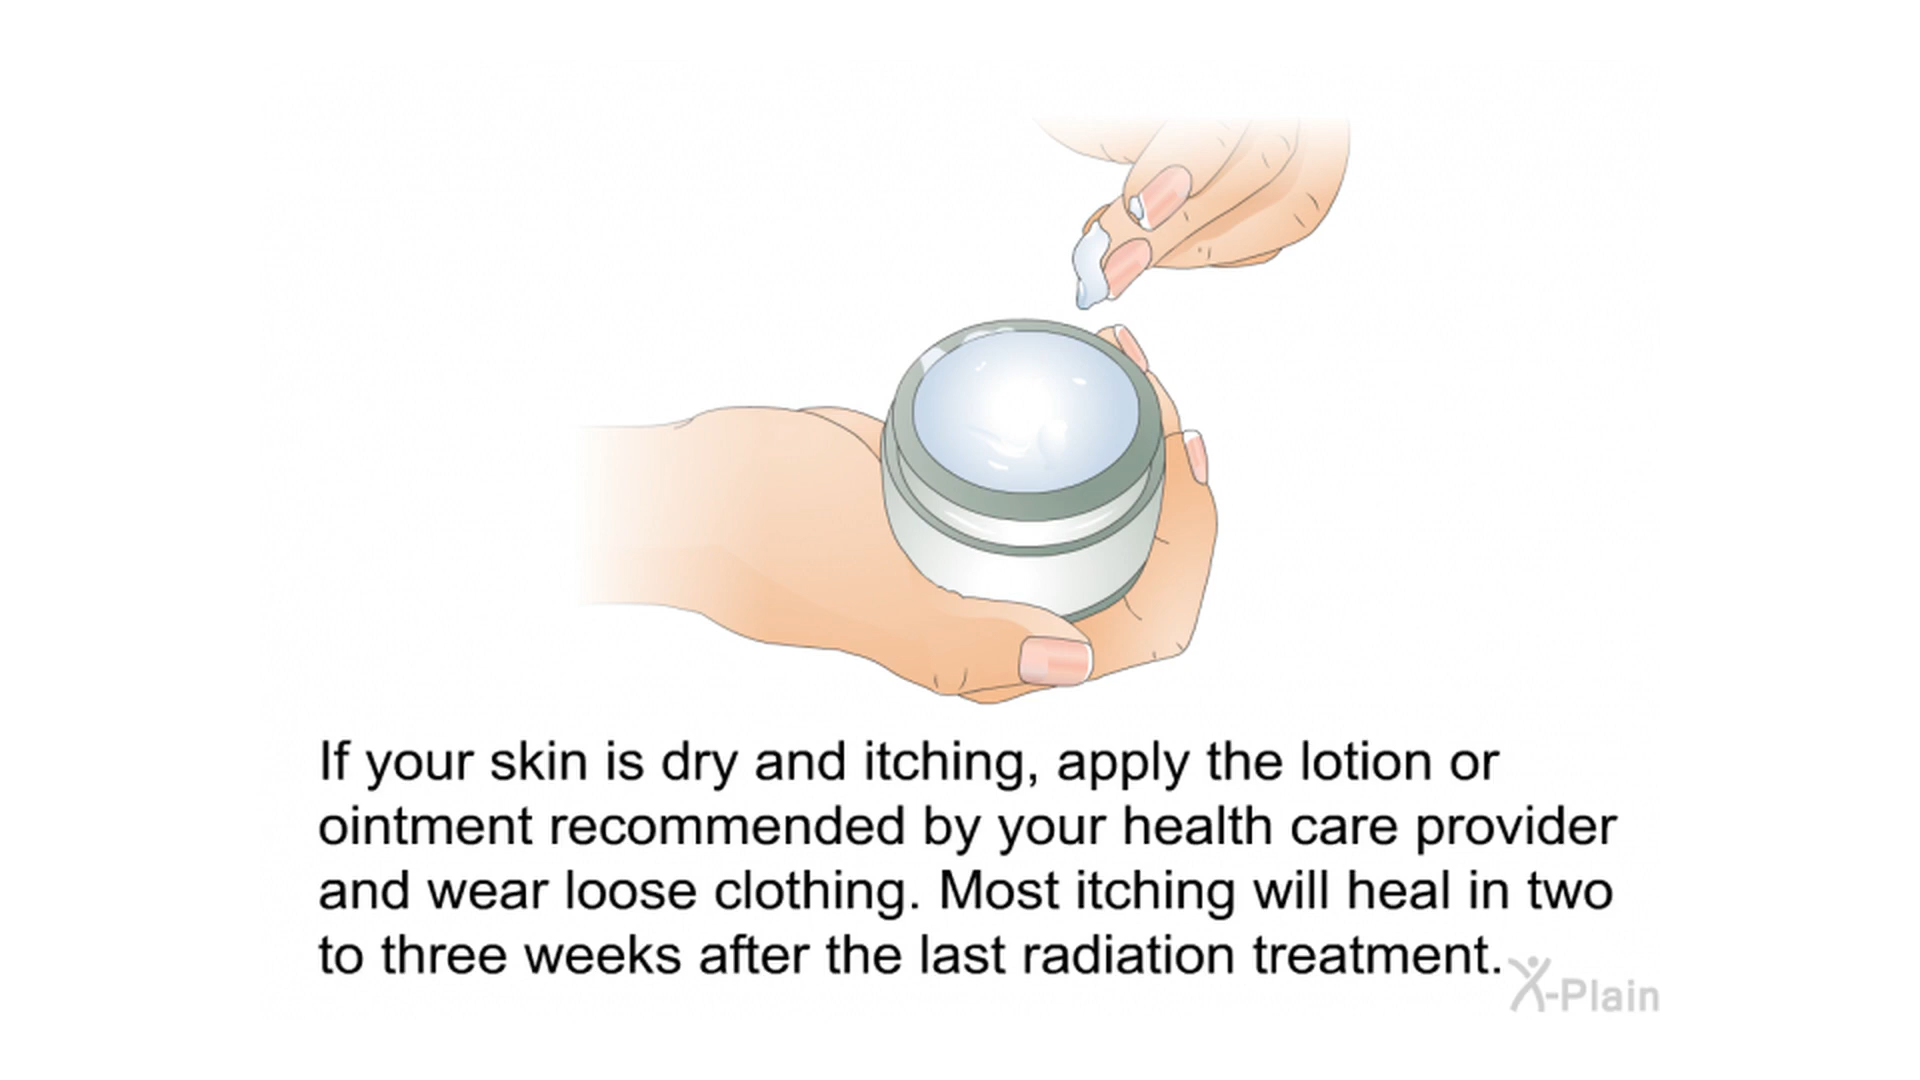 If your skin is dry and itching, apply the lotion or
ointment recommended by your health care provider
and wear loose clothing. Most itching will heal in two
to three weeks after the last radiation treatment.
X-Plain